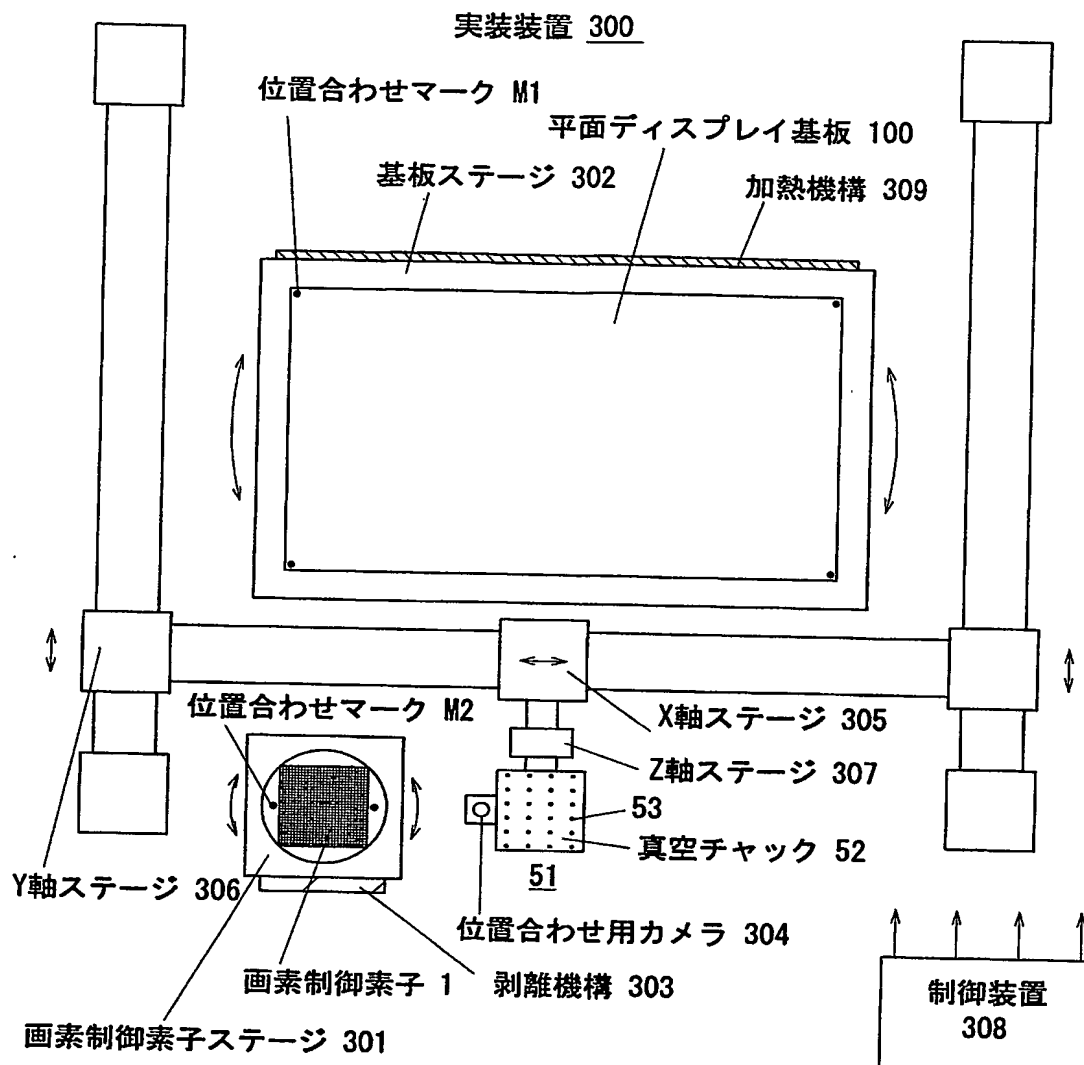 実装装置 300
位置合わせマーク M1
平面ディスプレイ基板 100
基板ステージ 302
加熱機構 309
位置合わせマーク M2
X軸ステージ 305
Z軸ステージ 307
53
真空チャック 52
51
Y軸ステージ 306
位置合わせ用カメラ 304
画素制御素子 1
剥離機構 303
制御装置
308
画素制御素子ステージ 301